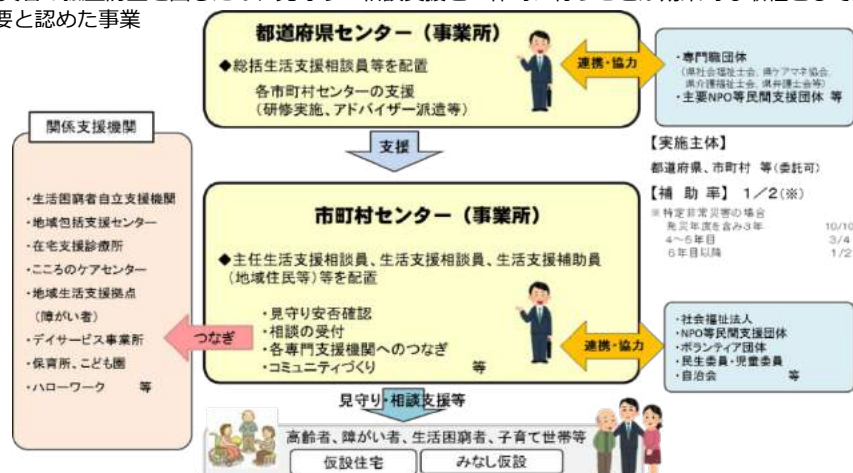 要と認めた事業
都道府県センター（事業所）
◆総括生活支援相談員等を配置
各市町村センターの支援
（研修実施、アドバイザー派遣等）
連携・協力
・専門職団体
（県社会福祉士会、県ケアマネ協会、
県介護福祉士会、県弁護士会等）
・主要NPO等民間支援団体 等
支援
【実施主体】
都道府県、市町村 等（委託可）
【補 助 率】 1／2（※）
※特定非常災害の場合
発災年度を含み3年 10/10
4～5年目 3/4
6年目以降 1/2
関係支援機関
・生活困窮者自立支援機関
・地域包括支援センター
・在宅支援診療所
・こころのケアセンター
・地域生活支援拠点
（障がい者）
・デイサービス事業所
・保育所、こども園
・ハローワーク 等
つなぎ
市町村センター（事業所）
◆主任生活支援相談員、生活支援相談員、生活支援補助員
（地域住民等）等を配置
・見守り安否確認
・相談の受付
・各専門支援機関へのつなぎ
・コミュニティづくり 等
連携・協力
・社会福祉法人
・NPO等民間支援団体
・ボランティア団体
・民生委員・児童委員
・自治会 等
見守り・相談支援等
高齢者、障がい者、生活困窮者、子育て世帯等
仮設住宅
みなし仮設